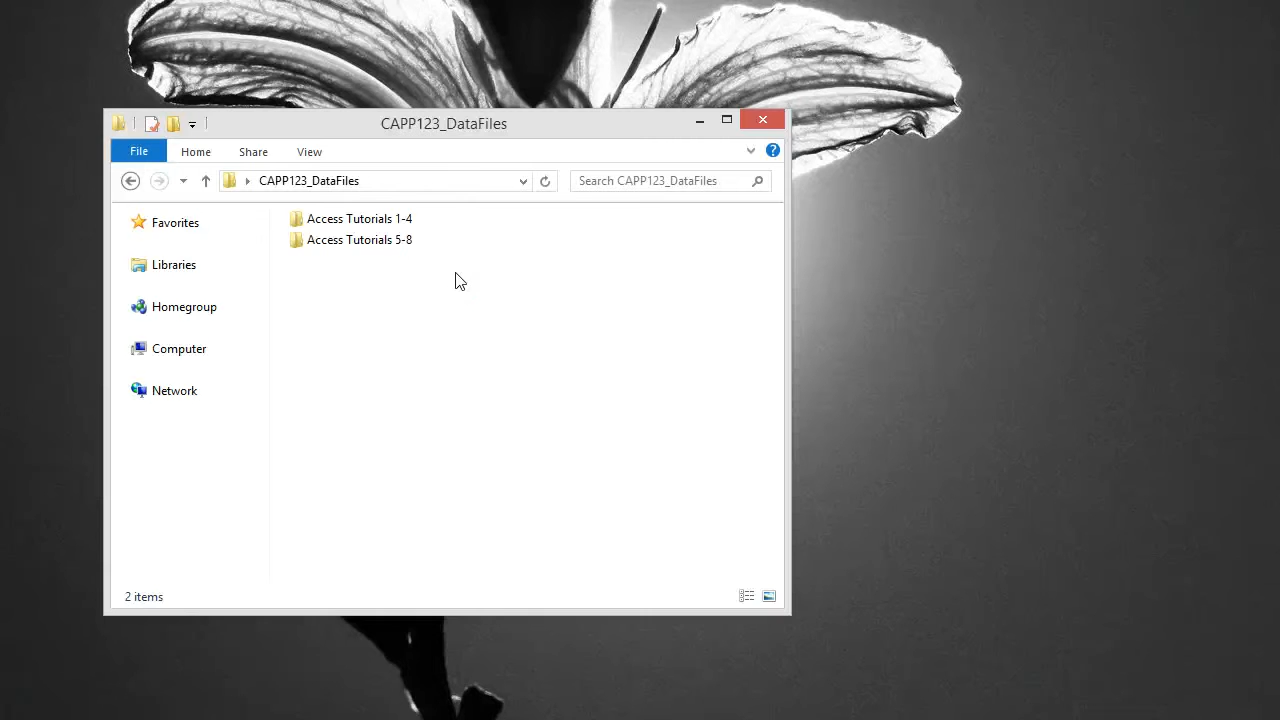 CAPP123_DataFiles
File Home Share View
CAPP123_DataFiles Search CAPP123_DataFiles
Favorites
Libraries
Homegroup
Computer
Network
Access Tutorials 1-4
Access Tutorials 5-8
2 items